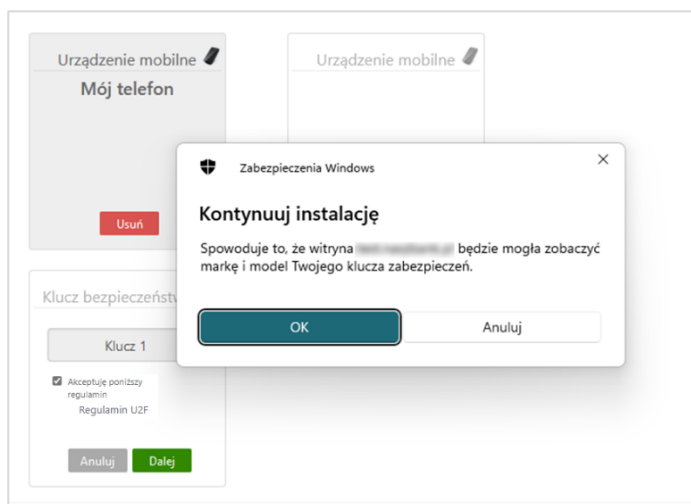 Urządzenie mobilne
Mój telefon
Usuń
Urządzenie mobilne
Zabezpieczenia Windows
Kontynuuj instalację
Spowoduje to, że witryna będzie mogła zobaczyć
markę i model Twojego klucza zabezpieczeń.
OK
Anuluj
Klucz
Klucz 1
Akceptuję poniższy
regulamin
Regulamin U2F
Anuluj
Dalej